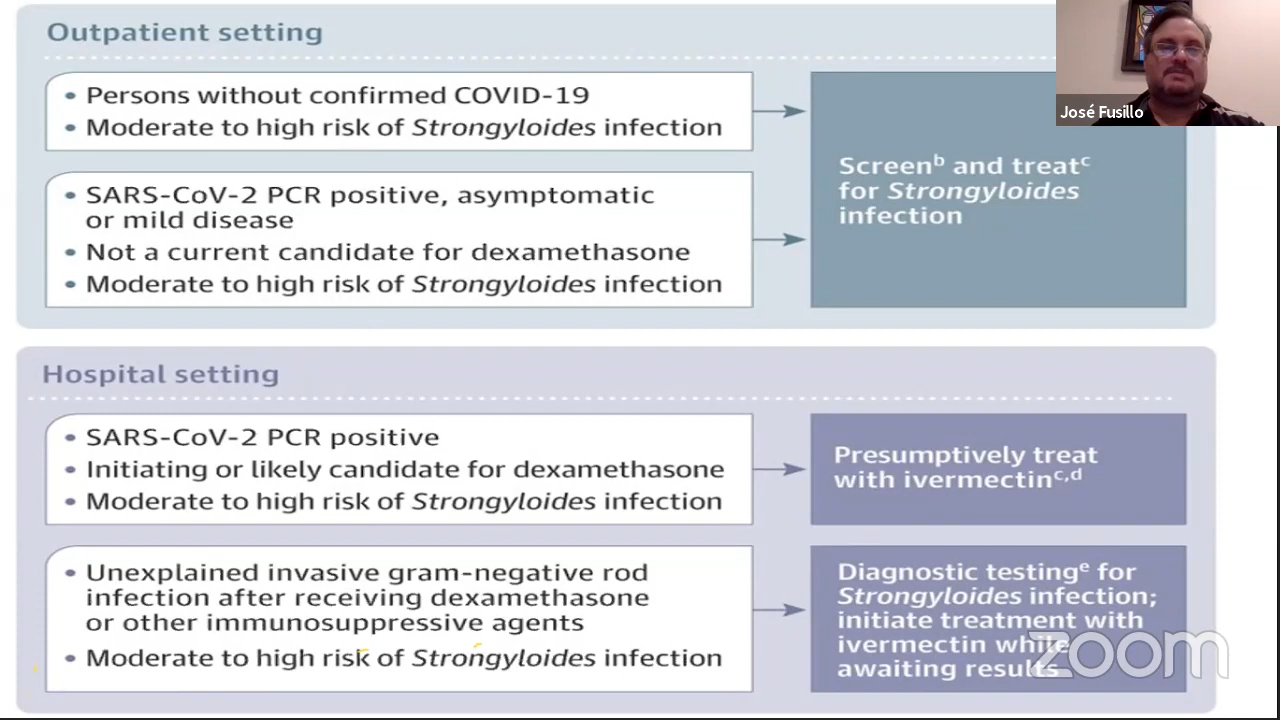 Outpatient setting
• Persons without confirmed COVID-19
• Moderate to high risk of Strongyloides infection
• SARS-CoV-2 PCR positive, asymptomatic
or mild disease
• Not a current candidate for dexamethasone
• Moderate to high risk of Strongyloides infection
Screenᵇ and treatᶜ
for Strongyloides
infection
José Fusillo
Hospital setting
• SARS-CoV-2 PCR positive
• Initiating or likely candidate for dexamethasone
• Moderate to high risk of Strongyloides infection
Presumptively treat
with ivermectinᶜ,ᵈ
• Unexplained invasive gram-negative rod
infection after receiving dexamethasone
or other immunosuppressive agents
• Moderate to high risk of Strongyloides infection
Diagnostic testingᵉ for
Strongyloides infection;
initiate treatment with
ivermectin while
awaiting results
zoom